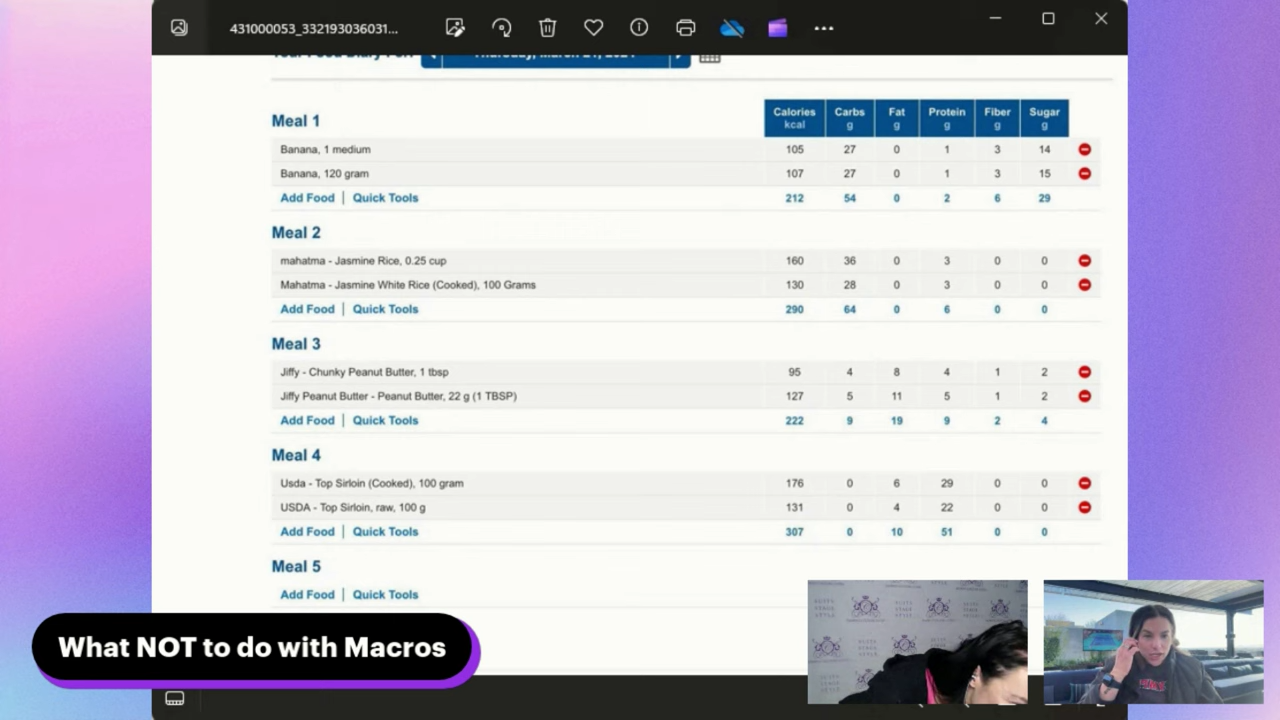 431000053_332193036031...
Your Food Diary For: Thursday, March 21, 2024
Calories Carbs Fat Protein Fiber Sugar
Meal 1 kcal g g g g g
Banana, 1 medium 105 27 0 1 3 14
Banana, 120 gram 107 27 0 1 3 15
Add Food | Quick Tools 212 54 0 2 6 29
Meal 2
mahatma - Jasmine Rice, 0.25 cup 160 36 0 3 0 0
Mahatma - Jasmine White Rice (Cooked), 100 Grams 130 28 0 3 0 0
Add Food | Quick Tools 290 64 0 6 0 0
Meal 3
Jiffy - Chunky Peanut Butter, 1 tbsp 95 4 8 4 1 2
Jiffy Peanut Butter - Peanut Butter, 22 g (1 TBSP) 127 5 11 5 1 2
Add Food | Quick Tools 222 9 19 9 2 4
Meal 4
Usda - Top Sirloin (Cooked), 100 gram 176 0 6 29 0 0
USDA - Top Sirloin, raw, 100 g 131 0 4 22 0 0
Add Food | Quick Tools 307 0 10 51 0 0
Meal 5
Add Food | Quick Tools
What NOT to do with Macros